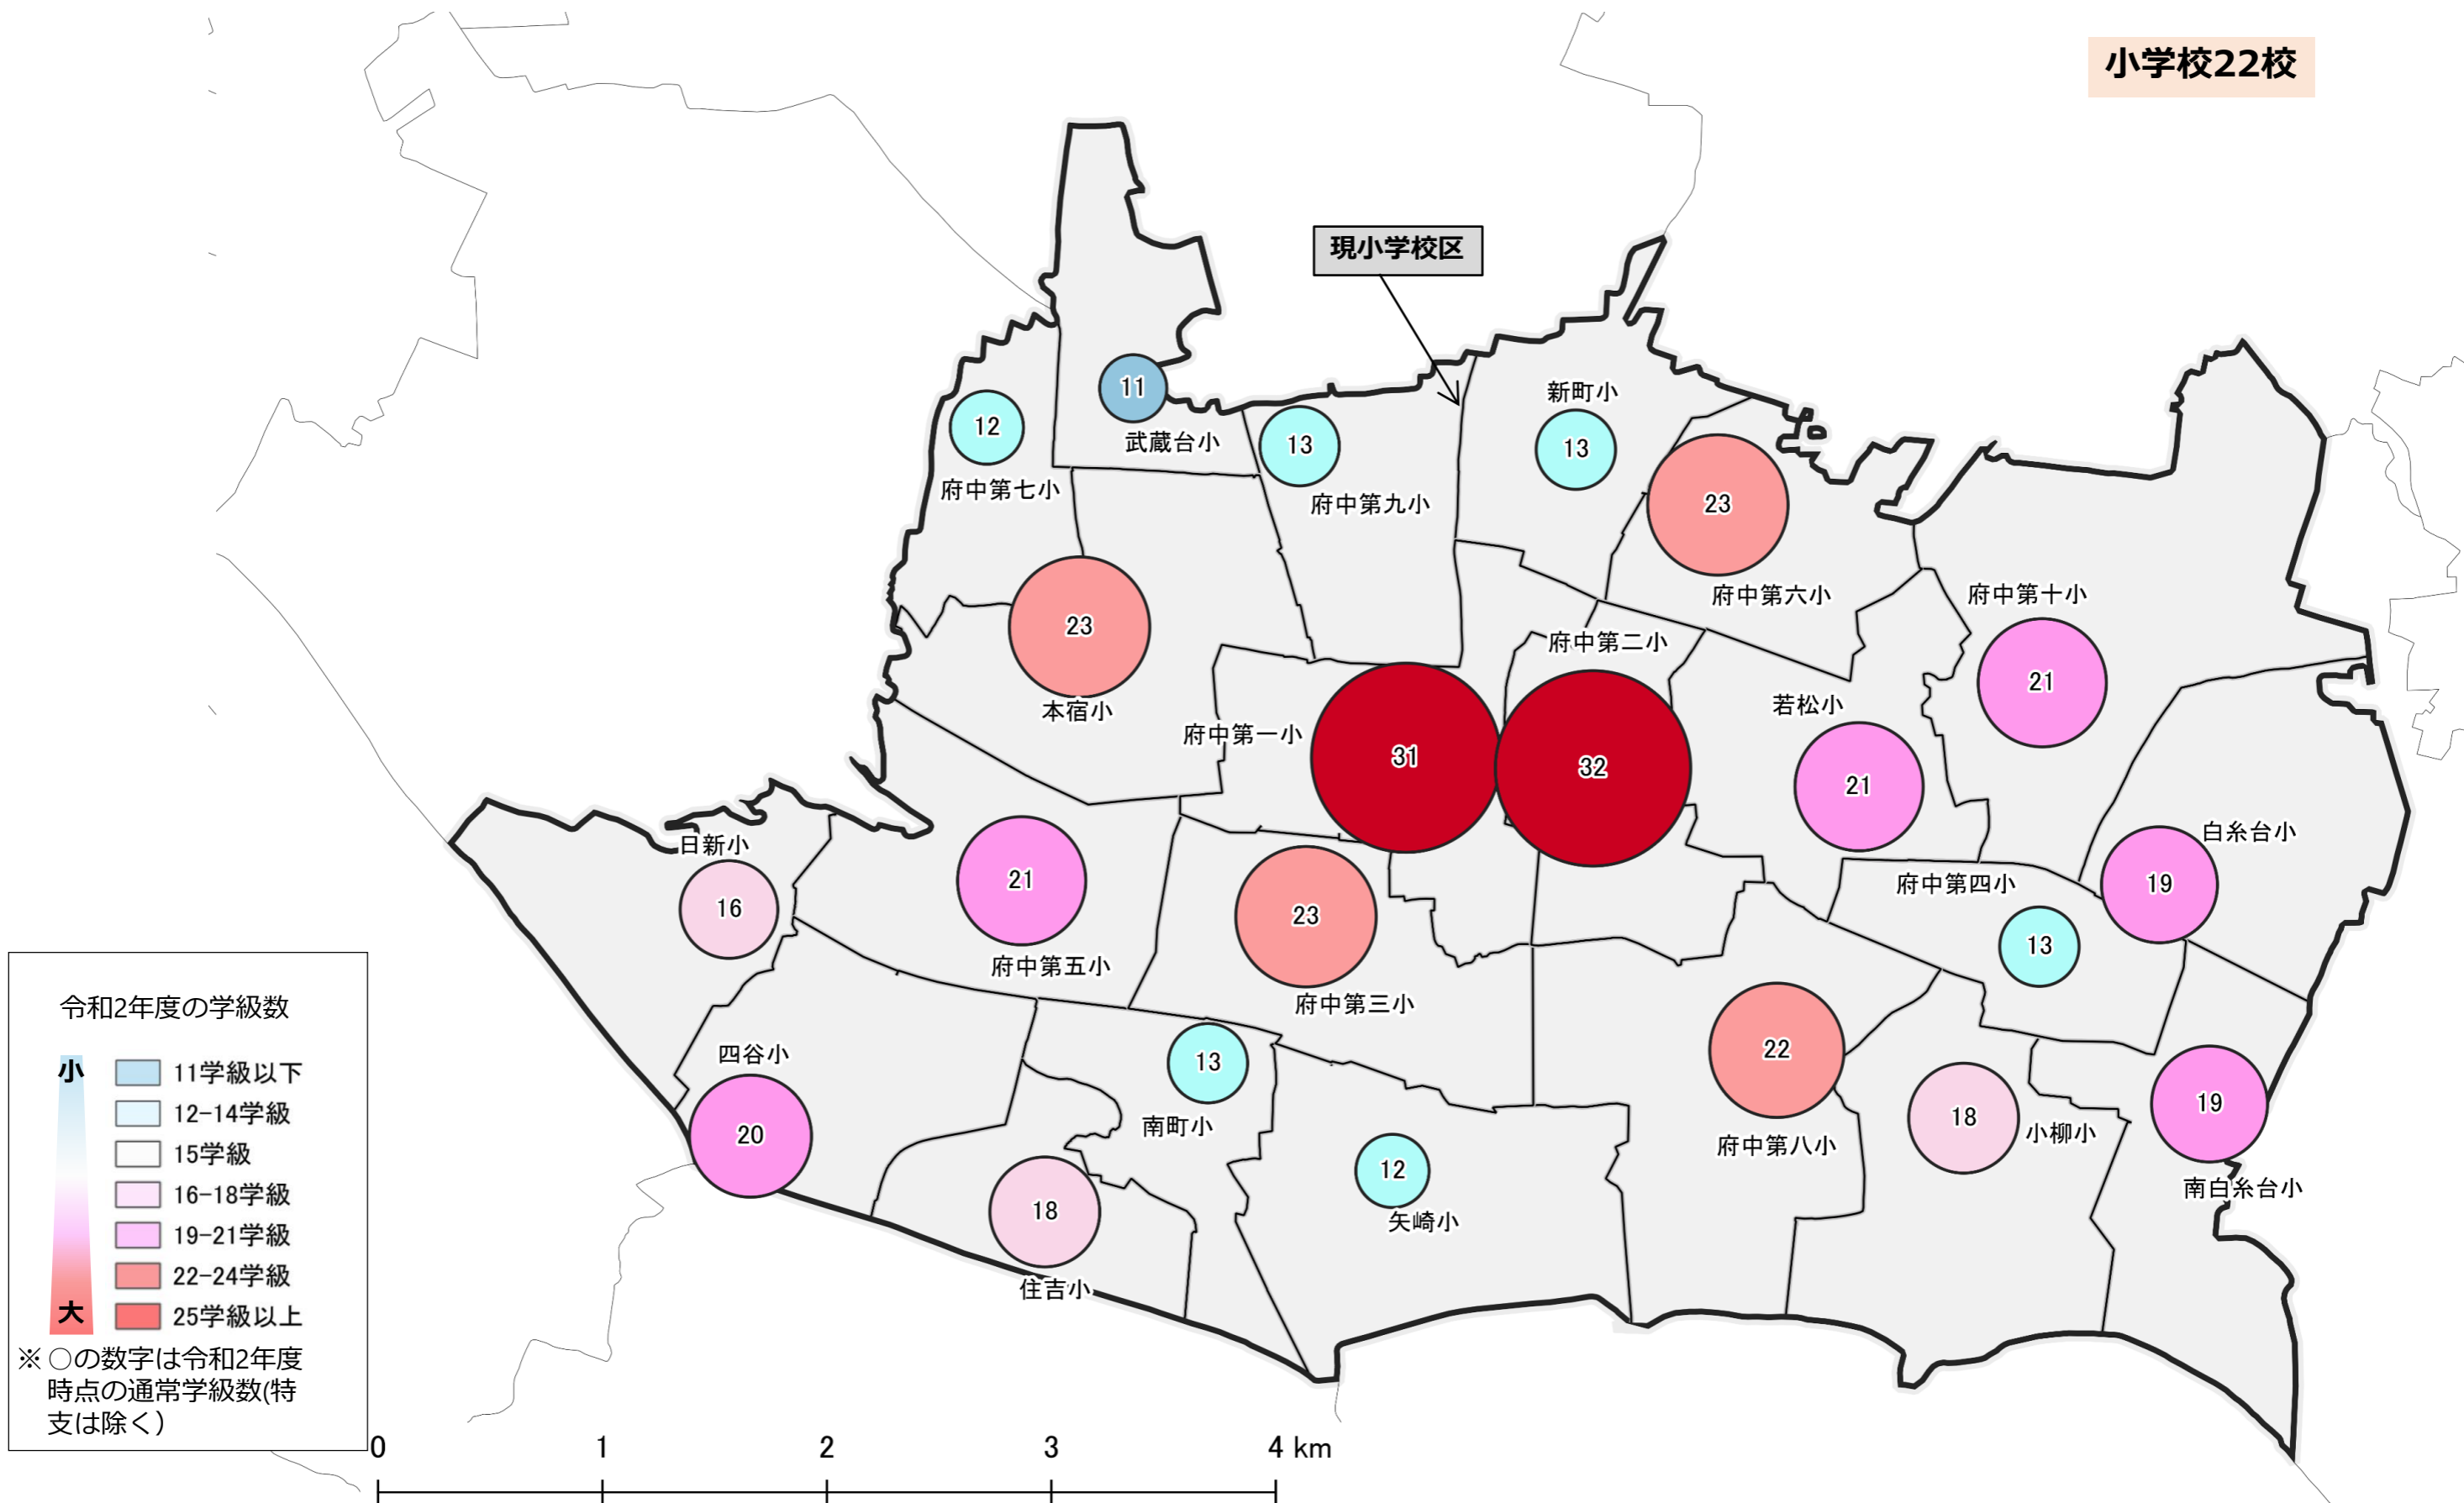 小学校22校
現小学校区
新町小
11
12
武蔵台小
13
13
府中第七小
府中第九小
23
府中第六小
府中第十小
23
府中第二小
21
本宿小
若松小
府中第一小
31
32
21
日新小
白糸台小
21
府中第四小
19
16
23
13
府中第五小
府中第三小
四谷小
13
22
20
南町小
府中第八小
18
小柳小
19
12
南白糸台小
18
矢崎小
住吉小
令和2年度の学級数
小
11学級以下
12-14学級
15学級
16-18学級
19-21学級
22-24学級
大
25学級以上
※○の数字は令和2年度
時点の通常学級数(特
支は除く）
0 1 2 3 4 km